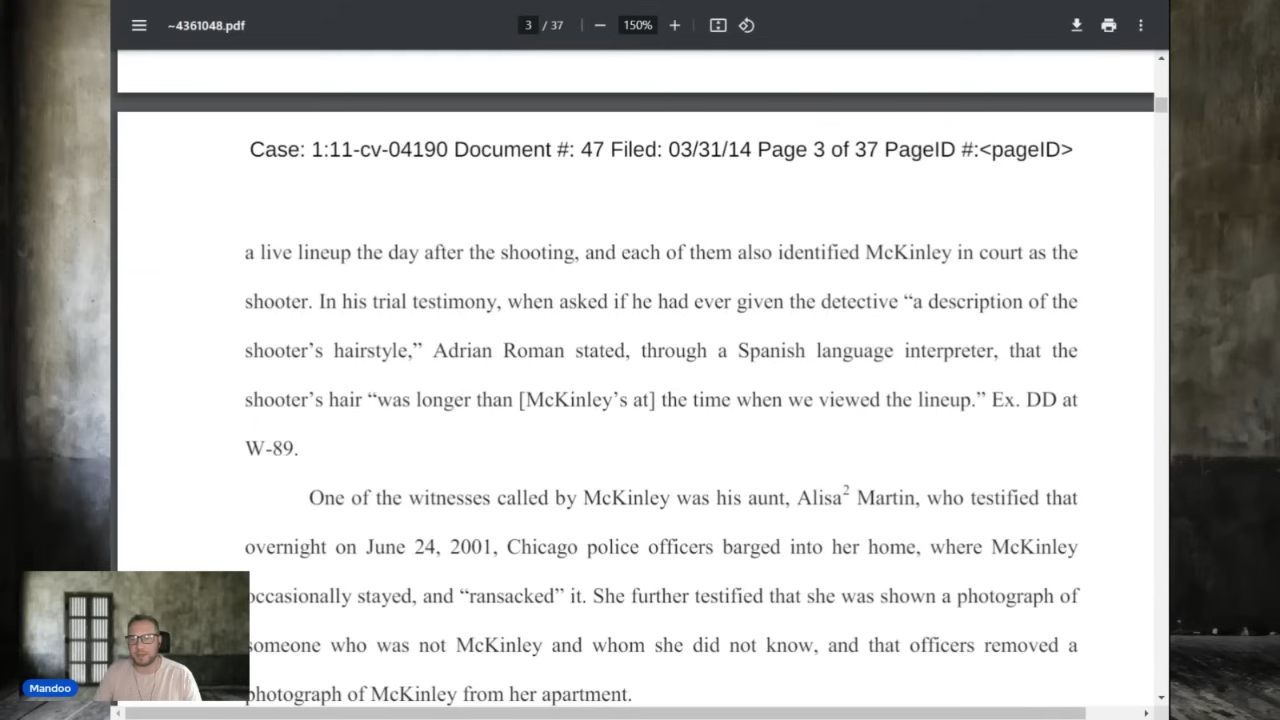 ~4361048.pdf
3 / 37
150%
Case: 1:11-cv-04190 Document #: 47 Filed: 03/31/14 Page 3 of 37 PageID #:<pageID>
a live lineup the day after the shooting, and each of them also identified McKinley in court as the
shooter. In his trial testimony, when asked if he had ever given the detective “a description of the
shooter’s hairstyle,” Adrian Roman stated, through a Spanish language interpreter, that the
shooter’s hair “was longer than [McKinley’s at] the time when we viewed the lineup.” Ex. DD at
W-89.
One of the witnesses called by McKinley was his aunt, Alisa2 Martin, who testified that
overnight on June 24, 2001, Chicago police officers barged into her home, where McKinley
occasionally stayed, and “ransacked” it. She further testified that she was shown a photograph of
someone who was not McKinley and whom she did not know, and that officers removed a
photograph of McKinley from her apartment.
Mandoo